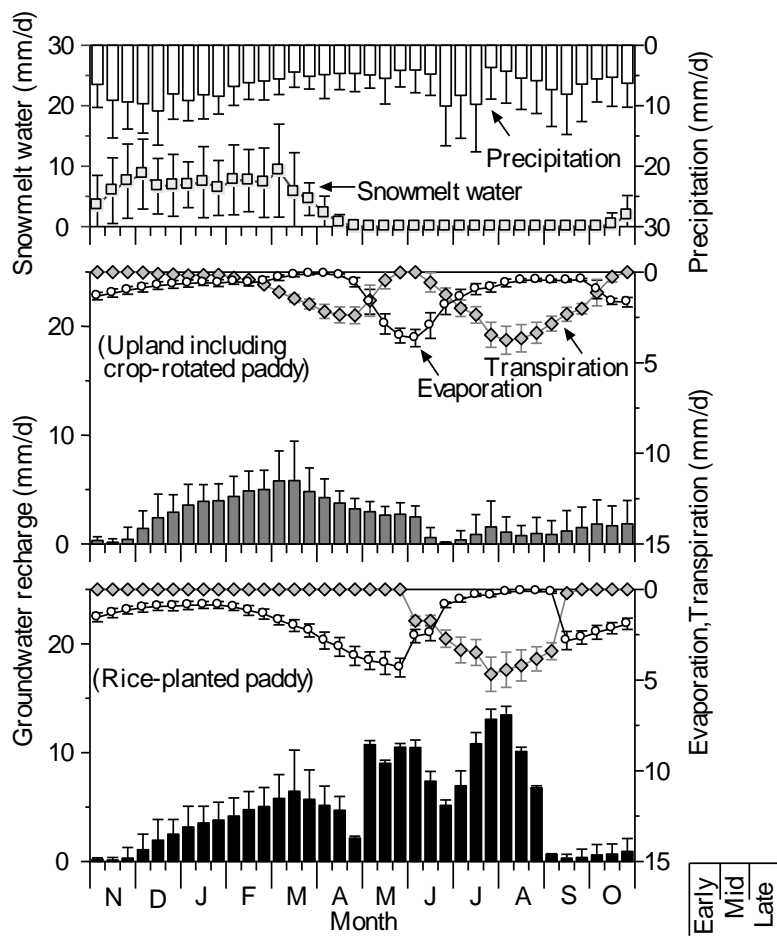 Snowmelt water (mm/d)
30
20
10
0
0
10
20
30
Precipitation (mm/d)
Precipitation
Snowmelt water
Groundwater recharge (mm/d)
20
10
0
0
5
10
15
Evaporation,Transpiration (mm/d)
(Upland including
crop-rotated paddy)
Evaporation
Transpiration
20
10
0
0
5
10
15
(Rice-planted paddy)
N D J F M A M J J A S O
Month
Early
Mid
Late